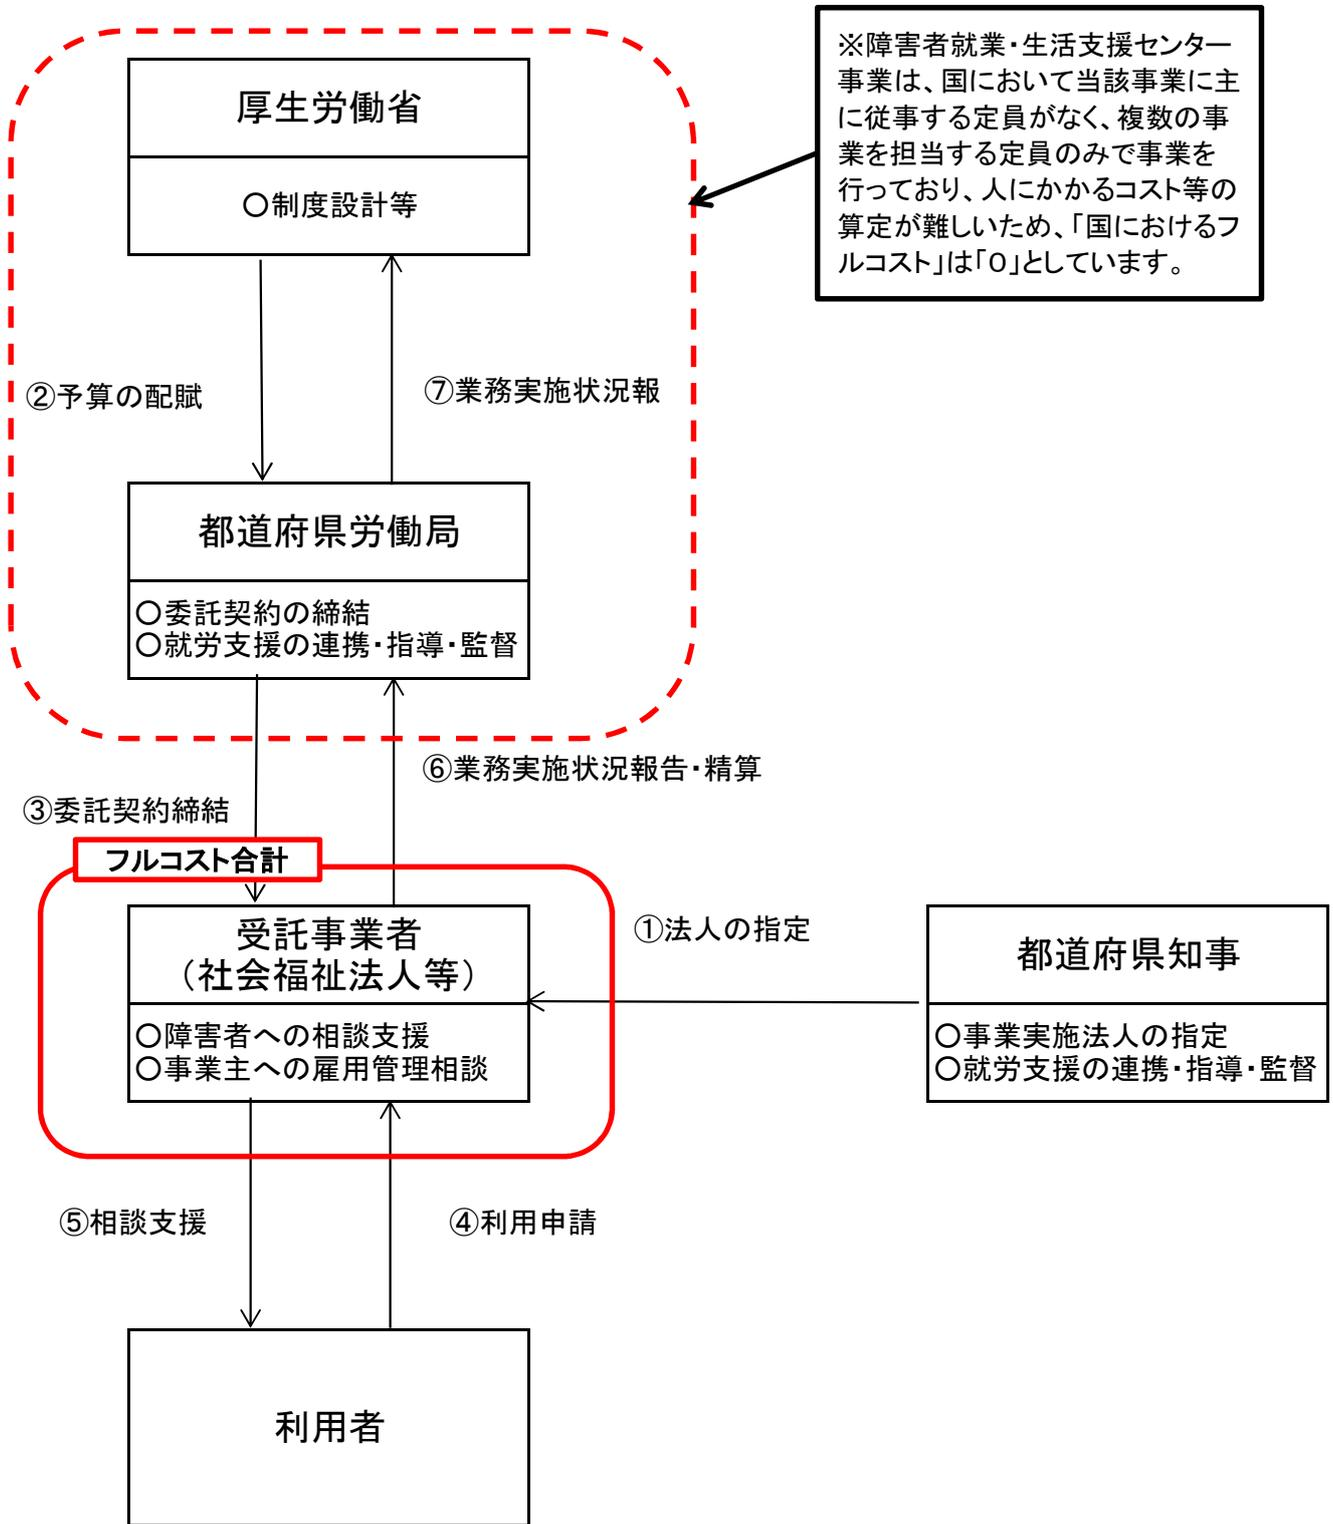 厚生労働省
○制度設計等
※障害者就業・生活支援センター
事業は、国において当該事業に主
に従事する定員がなく、複数の事
業を担当する定員のみで事業を
行っており、人にかかるコスト等の
算定が難しいため、「国におけるフ
ルコスト」は「0」としています。
②予算の配賦
⑦業務実施状況報
都道府県労働局
○委託契約の締結
○就労支援の連携・指導・監督
⑥業務実施状況報告・精算
③委託契約締結
フルコスト合計
受託事業者
（社会福祉法人等）
○障害者への相談支援
○事業主への雇用管理相談
①法人の指定
都道府県知事
○事業実施法人の指定
○就労支援の連携・指導・監督
⑤相談支援
④利用申請
利用者